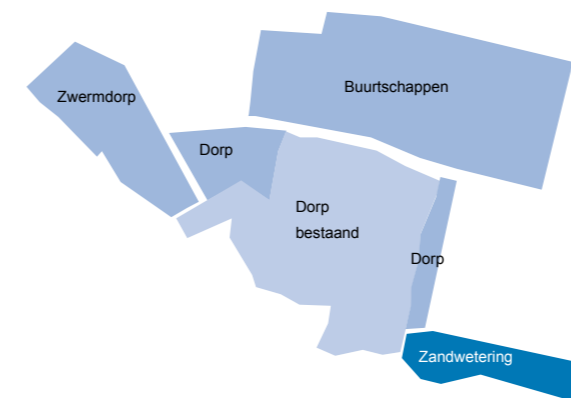 Buurtschappen
Zwermdorp
Dorp
Dorp
bestaand
Dorp
Zandwetering